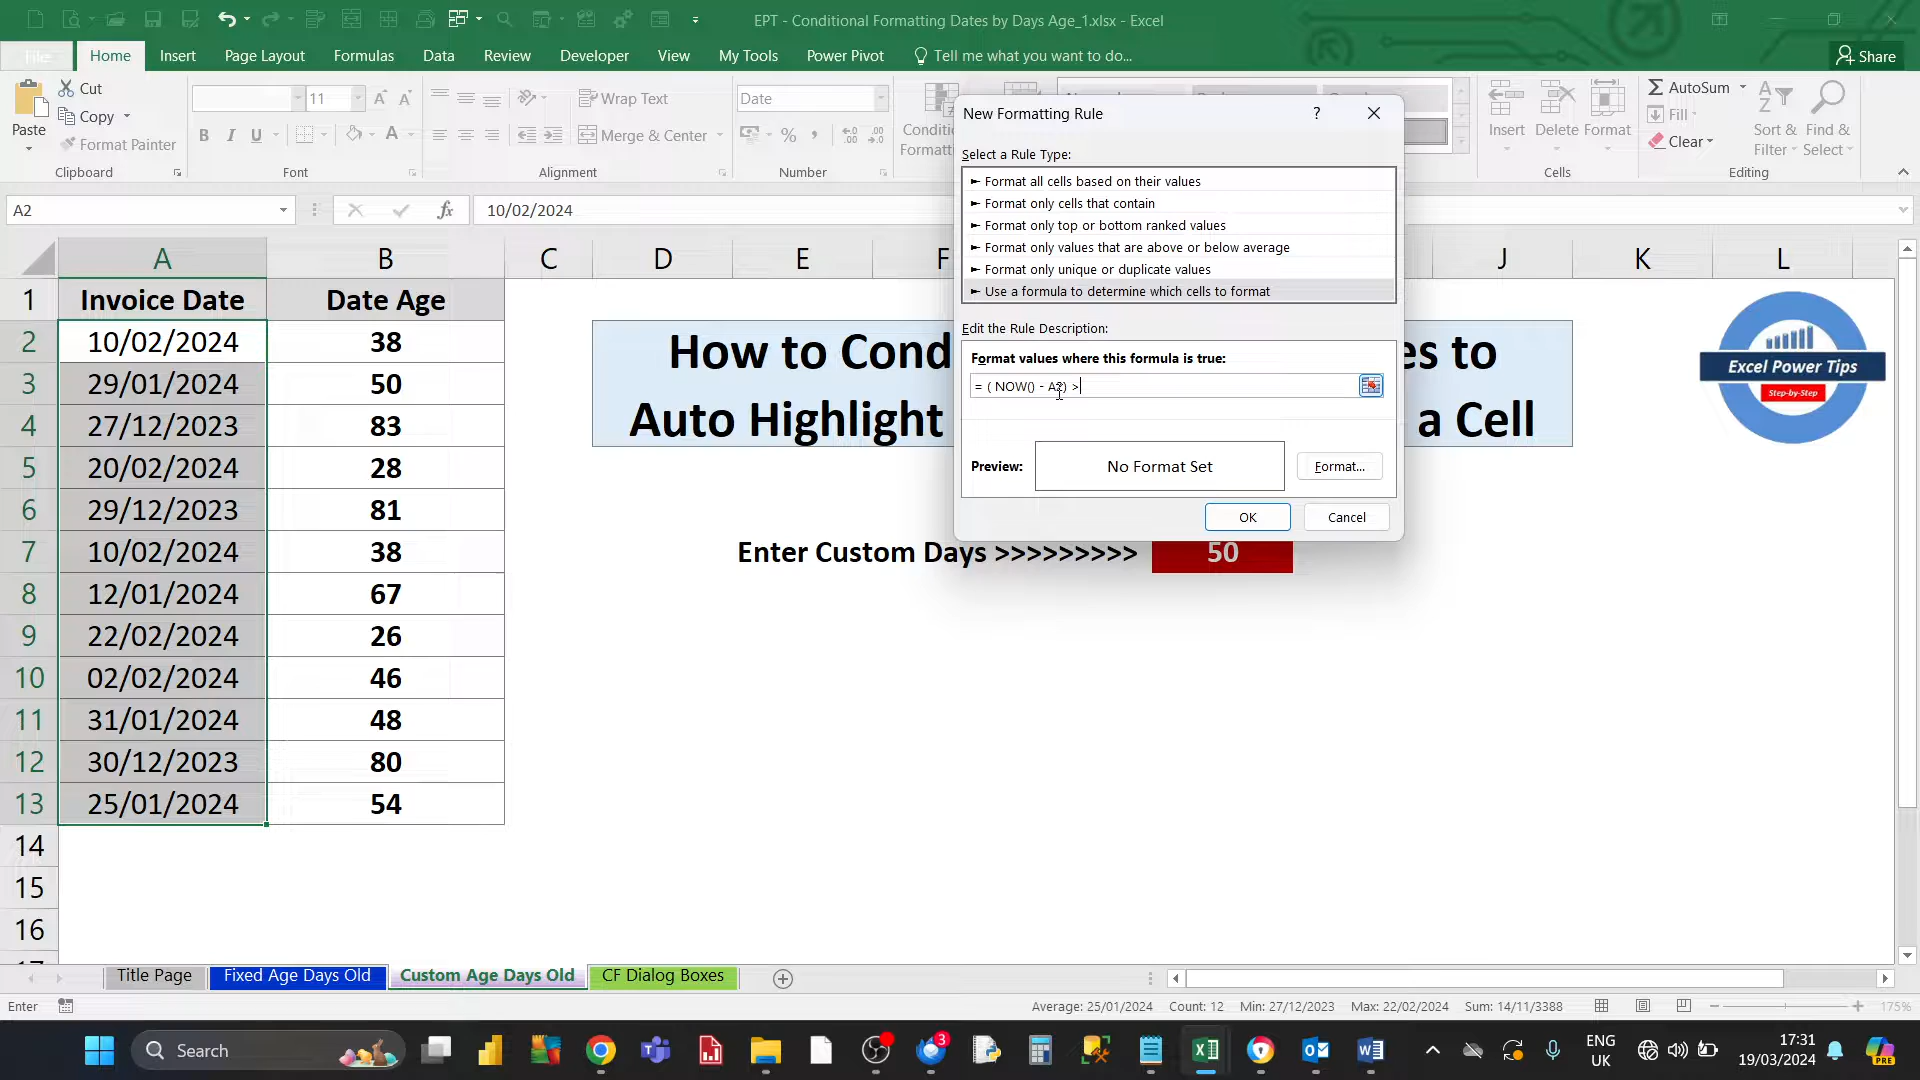 EPT - Conditional Formatting Dates by Days Age_1.xlsx - Excel
File Home Insert Page Layout Formulas Data Review Developer View My Tools Power Pivot Tell me what you want to do... Share
Paste
Cut
Copy
Format Painter
Clipboard
11
B I U
Font
Wrap Text
Merge & Center
Alignment
Date
Number
AutoSum
Fill
Clear
Insert Delete Format
Cells
Sort & Filter
Find & Select
Editing
A2 fx 10/02/2024
A B C D E F J K L
1 Invoice Date Date Age
2 10/02/2024 38
3 29/01/2024 50
4 27/12/2023 83
5 20/02/2024 28
6 29/12/2023 81
7 10/02/2024 38
8 12/01/2024 67
9 22/02/2024 26
10 02/02/2024 46
11 31/01/2024 48
12 30/12/2023 80
13 25/01/2024 54
14
15
16
How to
Auto Highlight a Cell
Enter Custom Days >>>>>>>>> 50
Excel Power Tips
Step-by-Step
New Formatting Rule ?
Select a Rule Type:
► Format all cells based on their values
► Format only cells that contain
► Format only top or bottom ranked values
► Format only values that are above or below average
► Format only unique or duplicate values
► Use a formula to determine which cells to format
Edit the Rule Description:
Format values where this formula is true:
= ( NOW() - A2) >
Preview: No Format Set Format...
OK Cancel
Title Page Fixed Age Days Old Custom Age Days Old CF Dialog Boxes
Enter Average: 25/01/2024 Count: 12 Min: 27/12/2023 Max: 22/02/2024 Sum: 14/11/3388 175%
Search
3
ENG
UK
17:31
19/03/2024
PRE